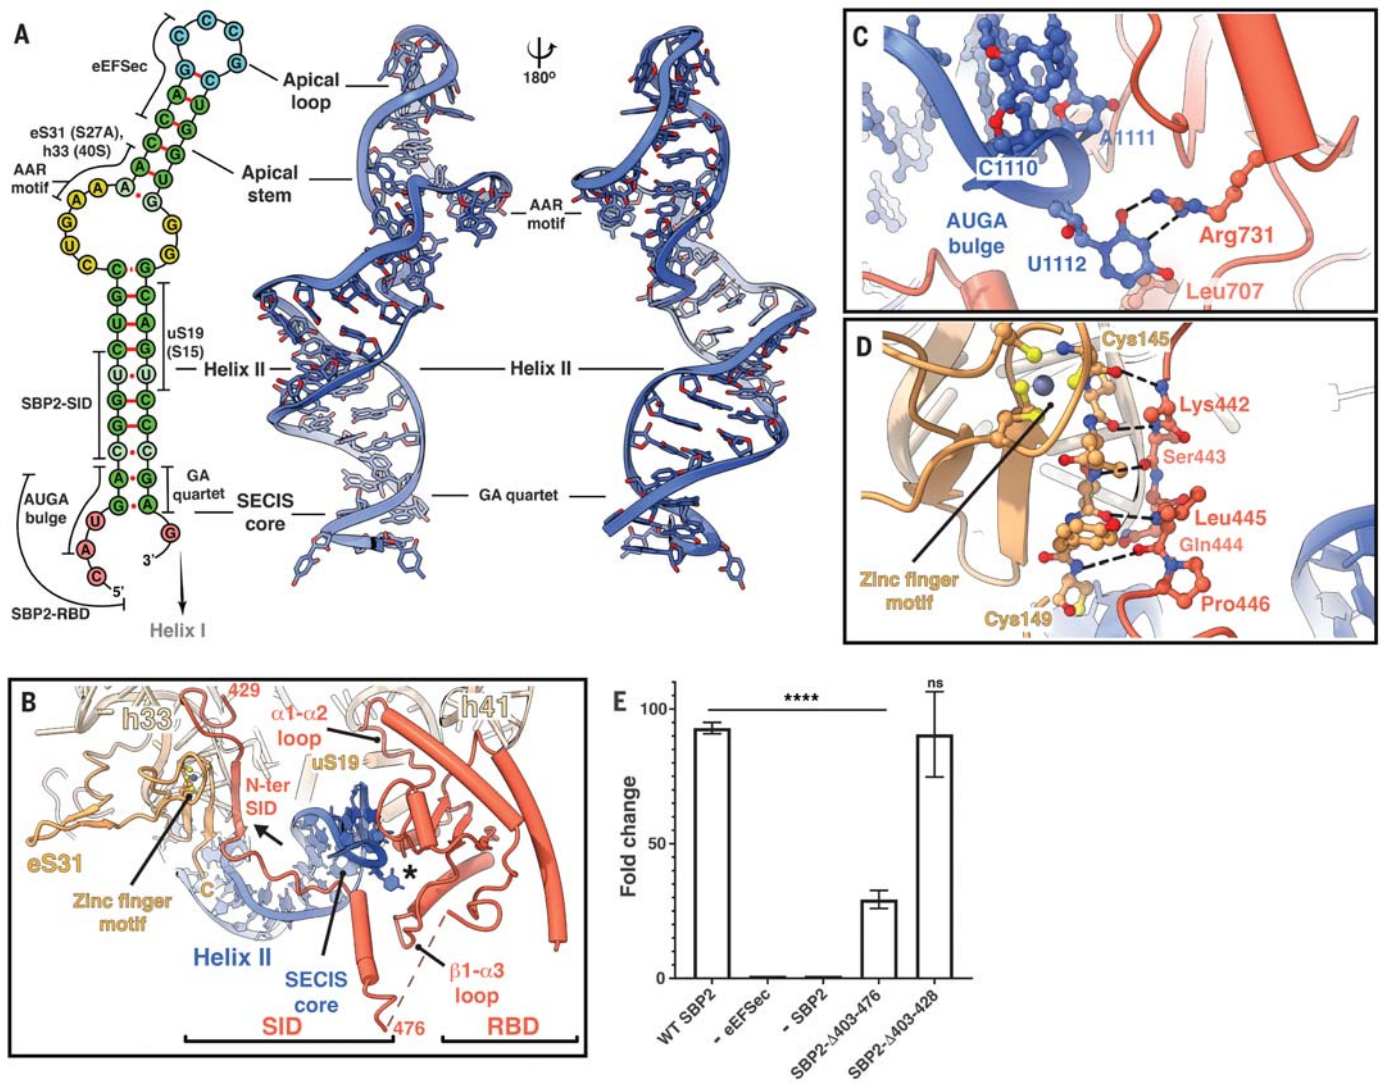 A
C
C
C
eEFSec
C
G
G
C
A
U
C
G
eS31 (S27A),
h33 (40S)
C
G
A
U
AAR
motif
A
A
A
G
G
G
U
G
C
C G
G C
U A
C G
U U
G C
G C
C C
A G
G A
U
A
G
C
5'
3'
uS19
(S15)
SBP2-SID
GA
quartet
AUGA
bulge
SBP2-RBD
Helix I
Apical
loop
Apical
stem
AAR
motif
Helix II
Helix II
GA quartet
SECIS
core
180º
B
h33
429
α1-α2
loop
h41
uS19
N-ter
SID
eS31
Zinc finger
motif
C
*
Helix II
SECIS
core
β1-α3
loop
476
SID
RBD
C
C1110
A1111
AUGA
bulge
U1112
Arg731
Leu707
D
Cys145
Lys442
Ser443
Leu445
Gln444
Zinc finger
motif
Cys149
Pro446
E
****
ns
100
50
0
Fold change
WT SBP2
- eEFSec
- SBP2
SBP2-Δ403-476
SBP2-Δ403-428